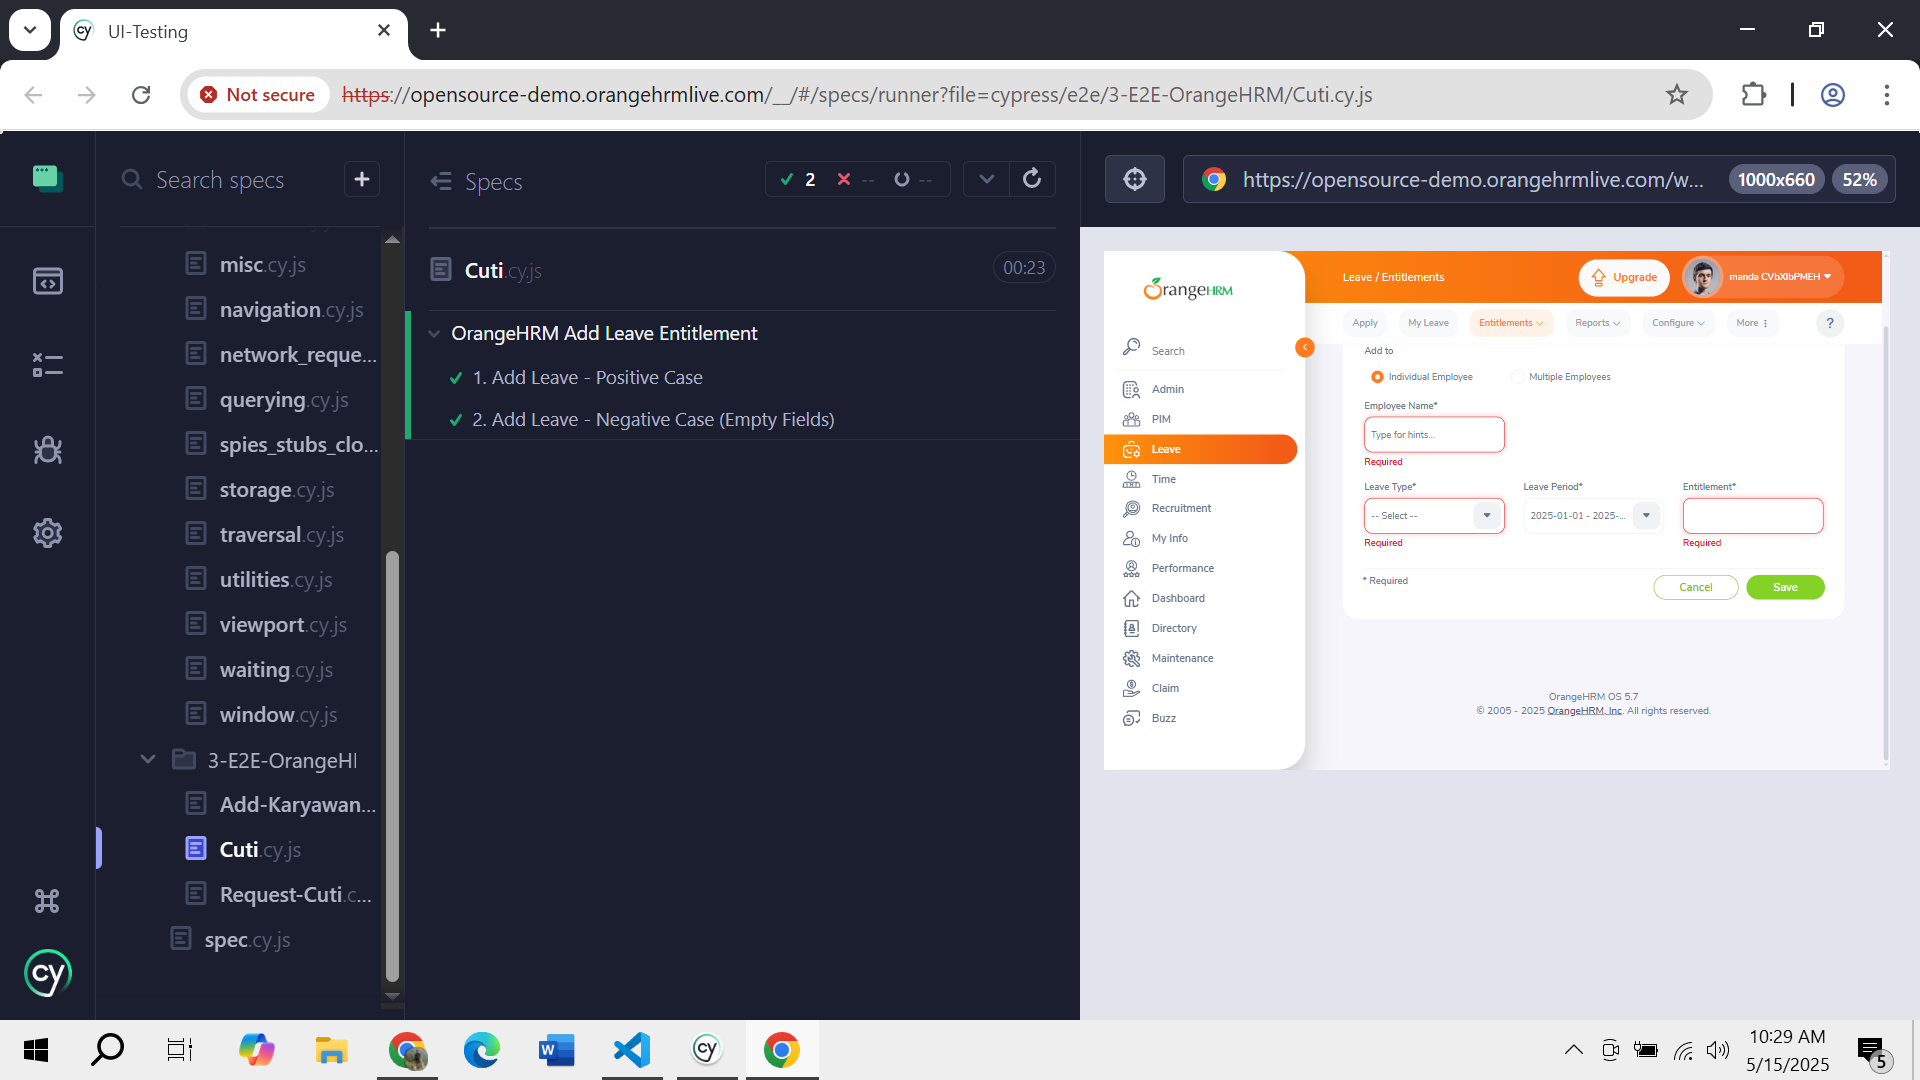 UI-Testing
Not secure
https://opensource-demo.orangehrmlive.com/__/#/specs/runner?file=cypress/e2e/3-E2E-OrangeHRM/Cuti.cy.js
Search specs
misc.cy.js
navigation.cy.js
network_reque...
querying.cy.js
spies_stubs_clo...
storage.cy.js
traversal.cy.js
utilities.cy.js
viewport.cy.js
waiting.cy.js
window.cy.js
3-E2E-OrangeH
Add-Karyawan...
Cuti.cy.js
Request-Cuti.c...
spec.cy.js
cy
Specs
2 -- --
Cuti.cy.js 00:23
OrangeHRM Add Leave Entitlement
1. Add Leave - Positive Case
2. Add Leave - Negative Case (Empty Fields)
https://opensource-demo.orangehrmlive.com/w... 1000x660 52%
OrangeHRM
Search
Admin
PIM
Leave
Time
Recruitment
My Info
Performance
Dashboard
Directory
Maintenance
Claim
Buzz
Leave / Entitlements
Upgrade
manda CVbXlbPMEH
Apply My Leave Entitlements Reports Configure More ?
Add to
Individual Employee Multiple Employees
Employee Name*
Type for hints...
Required
Leave Type* Leave Period* Entitlement*
-- Select -- 2025-01-01 - 2025-...
Required Required
* Required
Cancel Save
OrangeHRM OS 5.7
© 2005 - 2025 OrangeHRM, Inc. All rights reserved.
10:29 AM
5/15/2025
5